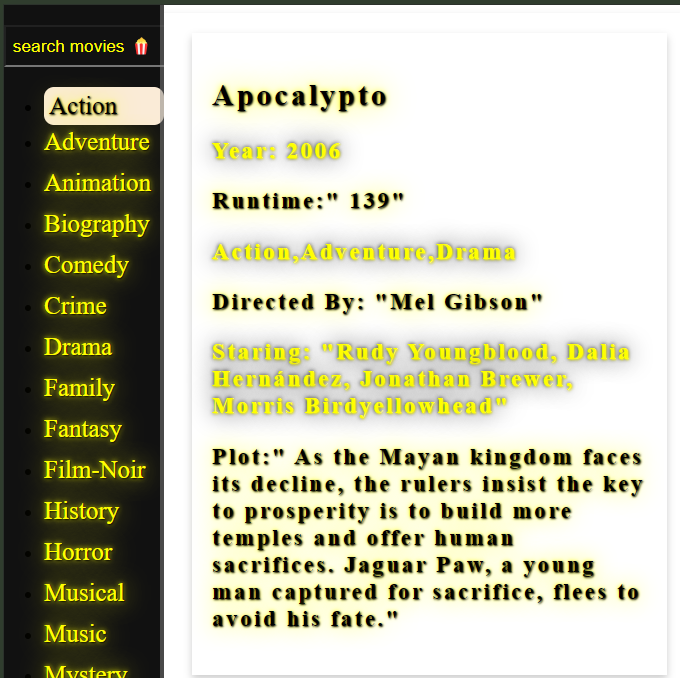 search movies 🍿
Action
Adventure
Animation
Biography
Comedy
Crime
Drama
Family
Fantasy
Film-Noir
History
Horror
Musical
Music
Mystery
Apocalypto
Year: 2006
Runtime:" 139"
Action,Adventure,Drama
Directed By: "Mel Gibson"
Staring: "Rudy Youngblood, Dalia
Hernández, Jonathan Brewer,
Morris Birdyellowhead"
Plot:" As the Mayan kingdom faces
its decline, the rulers insist the key
to prosperity is to build more
temples and offer human
sacrifices. Jaguar Paw, a young
man captured for sacrifice, flees to
avoid his fate."